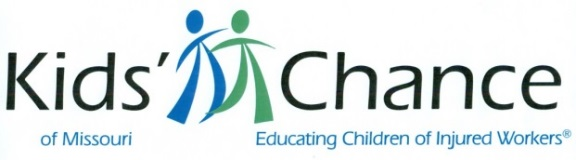 Kids’ Chance
of Missouri Educating Children of Injured Workers®